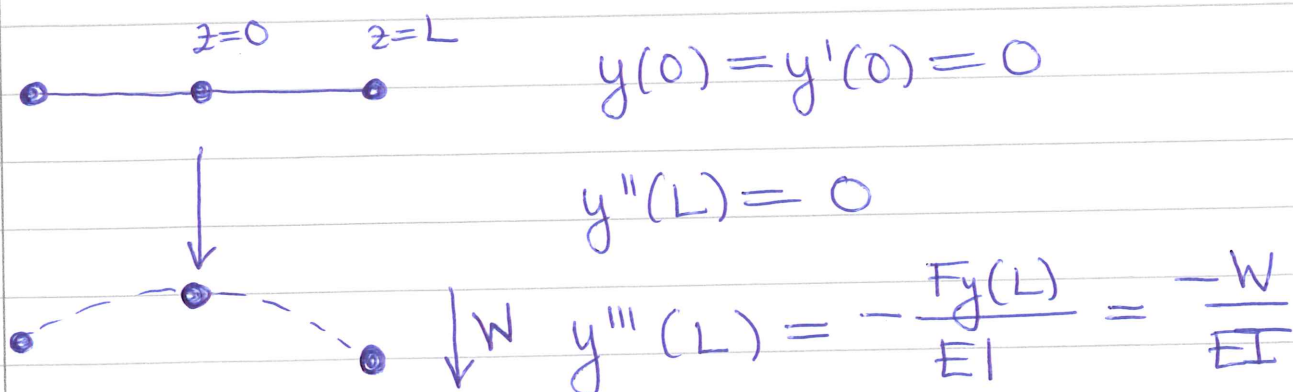 z=0 z=L
y(0) = y'(0) = 0
y"(L) = 0
W y'''(L) = - Fy(L) / EI = -W / EI